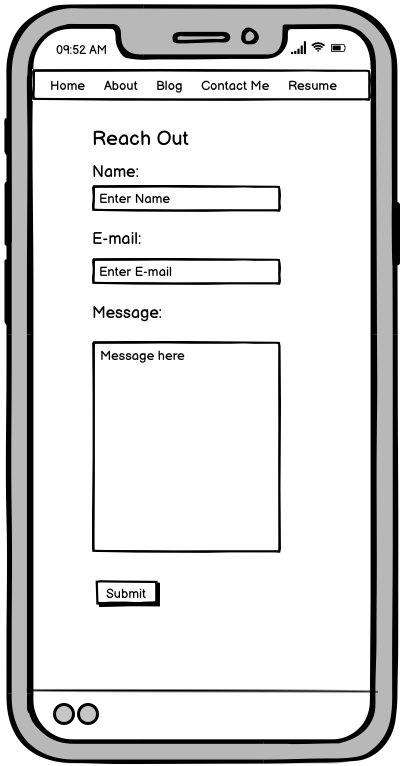 09:52 AM
Home About Blog Contact Me Resume
Reach Out
Name:
Enter Name
E-mail:
Enter E-mail
Message:
Message here
Submit